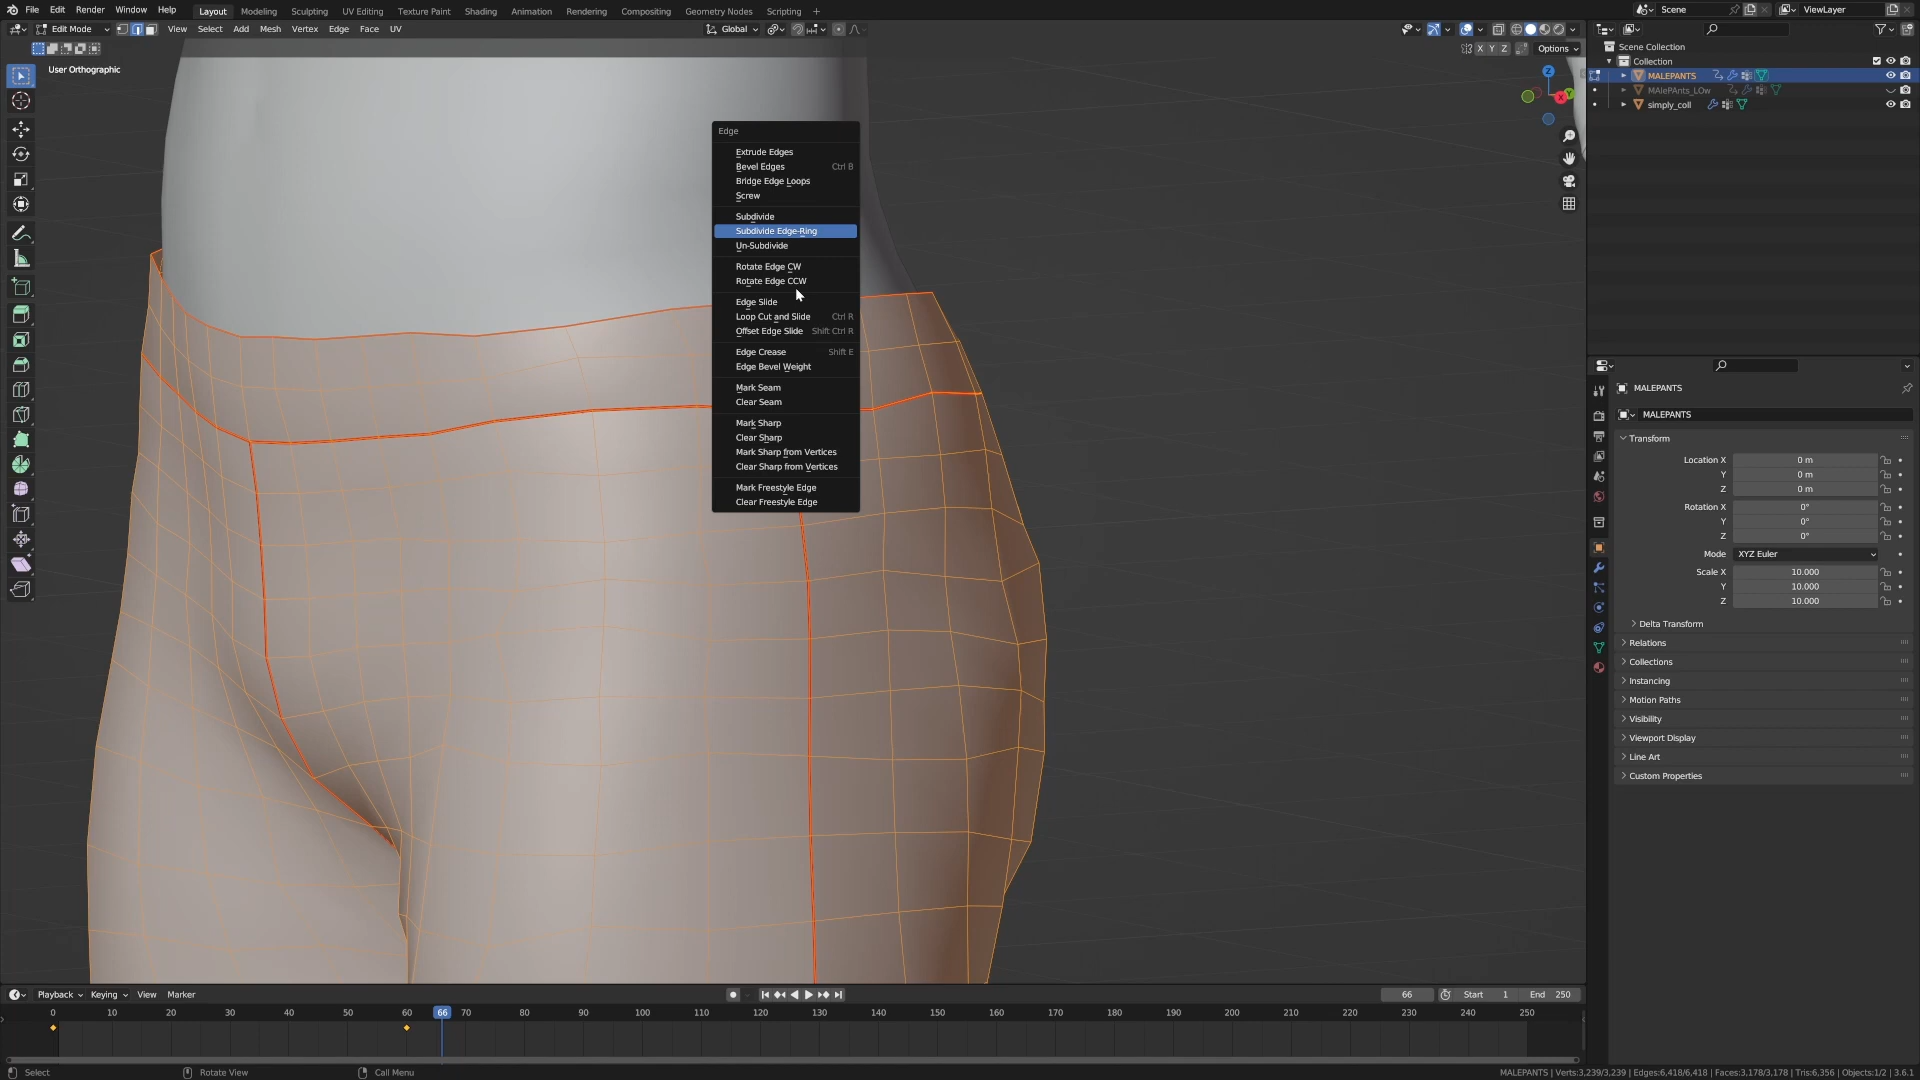 File Edit Render Window Help Layout Modeling Sculpting UV Editing Texture Paint Shading Animation Rendering Compositing Geometry Nodes Scripting + Scene ViewLayer
Edit Mode View Select Add Mesh Vertex Edge Face UV Global
X Y Z Options
User Orthographic
Z
Y
X
Scene Collection
Collection
MALEPANTS
MAlePAnts_LOw
simply_coll
Edge
Extrude Edges
Bevel Edges Ctrl B
Bridge Edge Loops
Screw
Subdivide
Subdivide Edge-Ring
Un-Subdivide
Rotate Edge CW
Rotate Edge CCW
Edge Slide
Loop Cut and Slide Ctrl R
Offset Edge Slide Shift Ctrl R
Edge Crease Shift E
Edge Bevel Weight
Mark Seam
Clear Seam
Mark Sharp
Clear Sharp
Mark Sharp from Vertices
Clear Sharp from Vertices
Mark Freestyle Edge
Clear Freestyle Edge
MALEPANTS
MALEPANTS
Transform
Location X 0 m
Y 0 m
Z 0 m
Rotation X 0°
Y 0°
Z 0°
Mode XYZ Euler
Scale X 10.000
Y 10.000
Z 10.000
Delta Transform
Relations
Collections
Instancing
Motion Paths
Visibility
Viewport Display
Line Art
Custom Properties
Playback Keying View Marker 66 Start 1 End 250
0 10 20 30 40 50 66 70 80 90 100 110 120 130 140 150 160 170 180 190 200 210 220 230 240 250
Select Rotate View Call Menu MALEPANTS | Verts:3,239/3,239 | Edges:6,418/6,418 | Faces:3,178/3,178 | Tris:6,356 | Objects:1/2 | 3.6.1